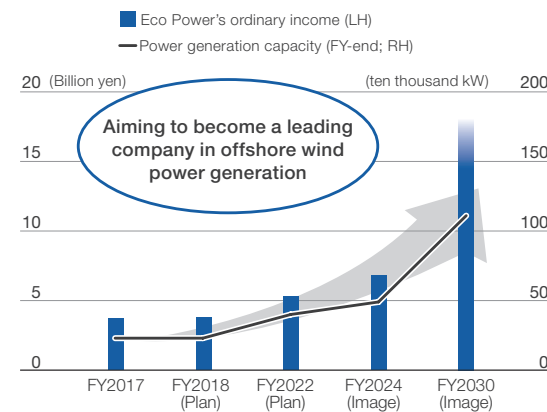 Eco Power's ordinary income (LH)
Power generation capacity (FY-end; RH)
20 (Billion yen) (ten thousand kW) 200
Aiming to become a leading
company in offshore wind
power generation
15 150
10 100
5 50
0 0
FY2017 FY2018 FY2022 FY2024 FY2030
(Plan) (Plan) (Image) (Image)